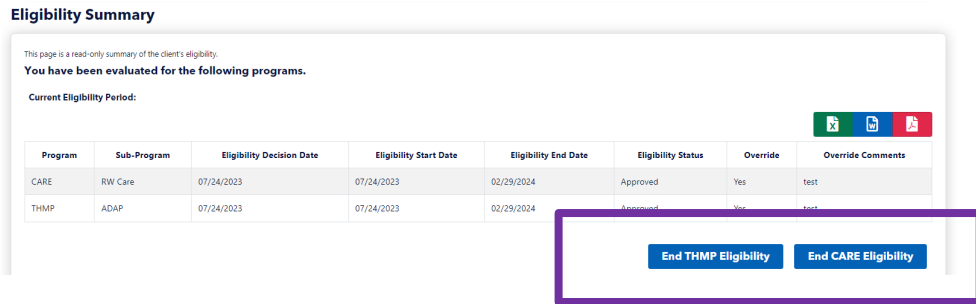 Eligibility Summary
This page is a read-only summary of the client's eligibility.
You have been evaluated for the following programs.
Current Eligibility Period:
Program Sub-Program Eligibility Decision Date Eligibility Start Date Eligibility End Date Eligibility Status Override Override Comments
CARE RW Care 07/24/2023 07/24/2023 02/29/2024 Approved Yes test
THMP ADAP 07/24/2023 07/24/2023 02/29/2024 Approved Yes test
End THMP Eligibility End CARE Eligibility